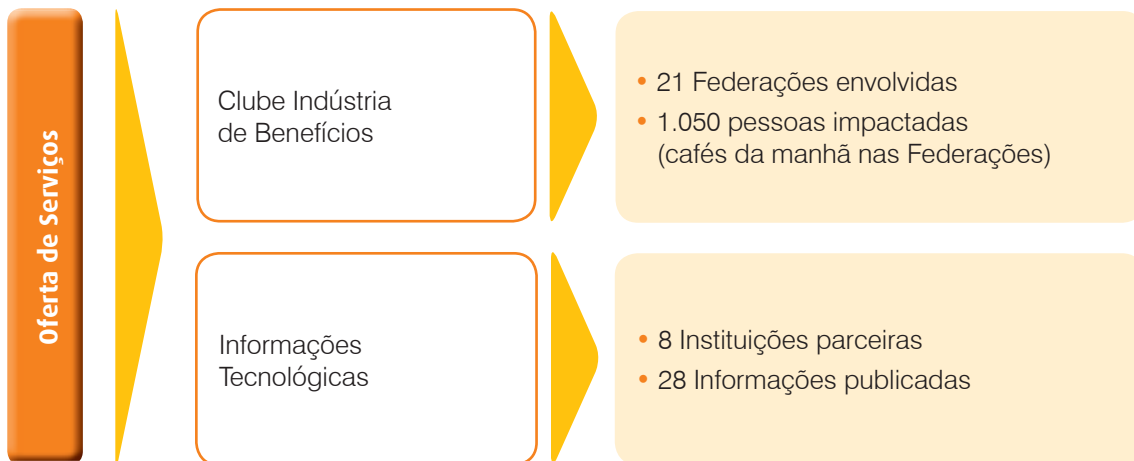 Oferta de Serviços
Clube Indústria
de Benefícios
• 21 Federações envolvidas
• 1.050 pessoas impactadas
(cafés da manhã nas Federações)
Informações
Tecnológicas
• 8 Instituições parceiras
• 28 Informações publicadas